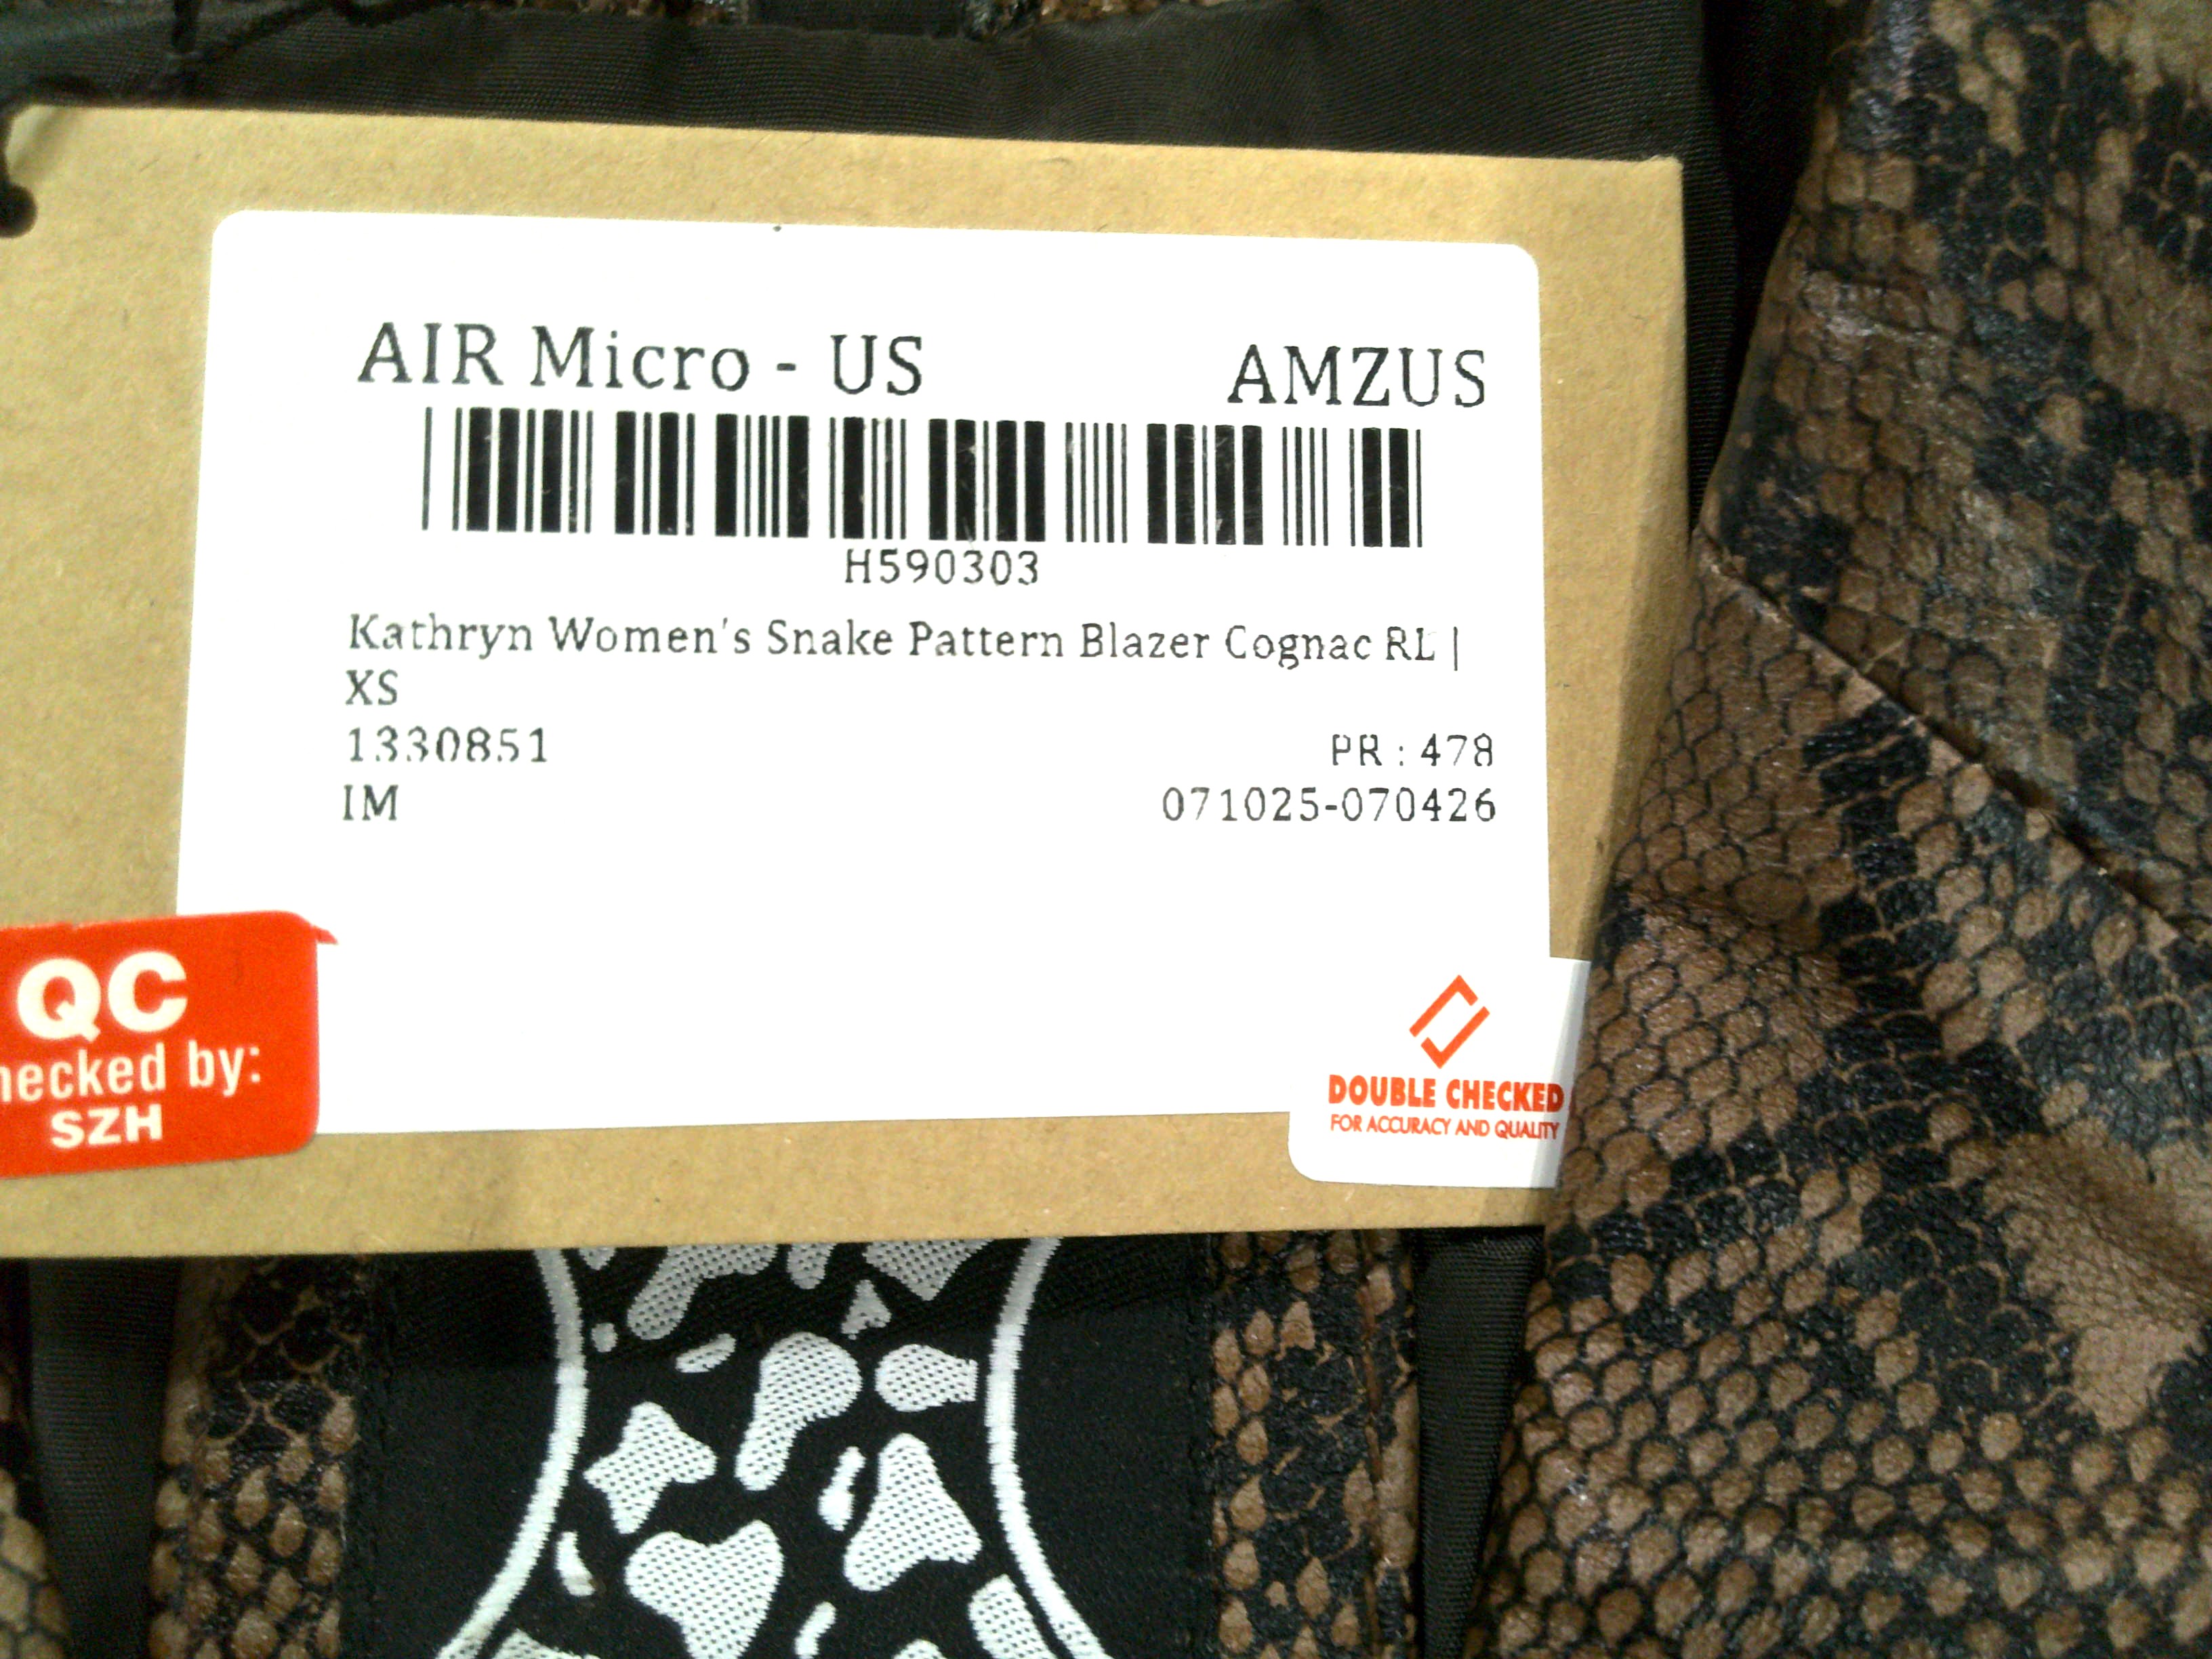 AIR Micro - US AMZUS
H590303
Kathryn Women's Snake Pattern Blazer Cognac RL |
XS
1330851 PR : 478
IM 071025-070426
QC
hecked by:
SZH
DOUBLE CHECKED
FOR ACCURACY AND QUALITY